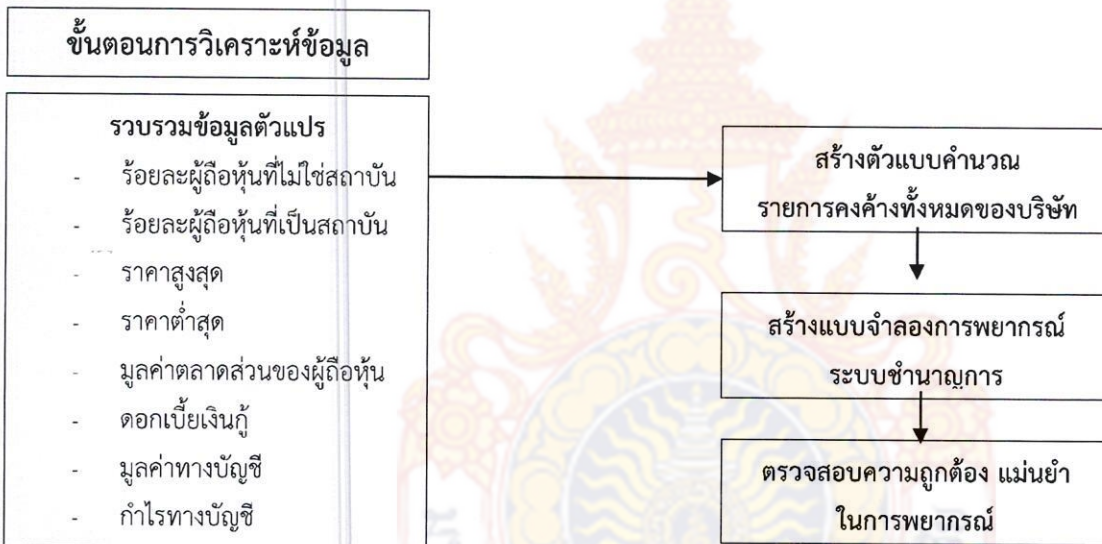 ขั้นตอนการวิเคราะห์ข้อมูล
รวบรวมข้อมูลตัวแปร
- ร้อยละผู้ถือหุ้นที่ไม่ใช่สถาบัน
- ร้อยละผู้ถือหุ้นที่เป็นสถาบัน
- ราคาสูงสุด
- ราคาต่ำสุด
- มูลค่าตลาดส่วนของผู้ถือหุ้น
- ดอกเบี้ยเงินกู้
- มูลค่าทางบัญชี
- กำไรทางบัญชี
สร้างตัวแบบคำนวณ
รายการคงค้างทั้งหมดของบริษัท
สร้างแบบจำลองการพยากรณ์
ระบบชำนาญการ
ตรวจสอบความถูกต้อง แม่นยำ
ในการพยากรณ์